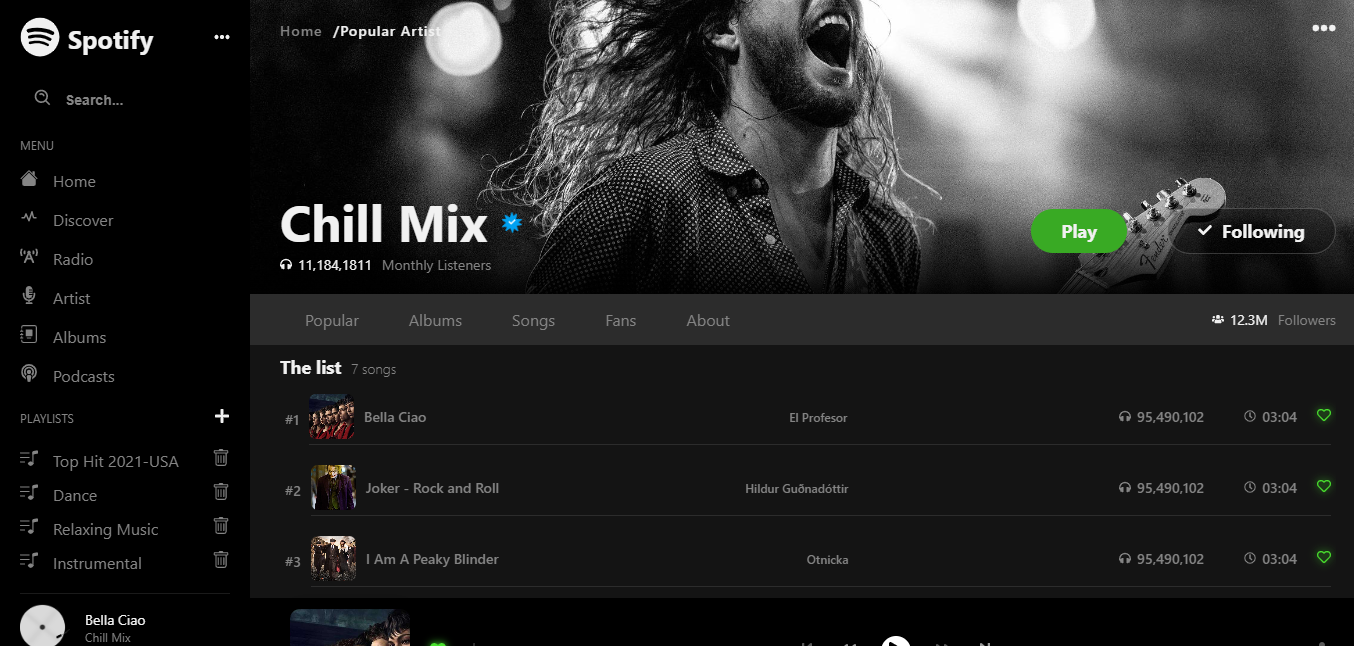 Spotify
Search...
MENU
Home
Discover
Radio
Artist
Albums
Podcasts
PLAYLISTS
Top Hit 2021-USA
Dance
Relaxing Music
Instrumental
Bella Ciao
Chill Mix
Home /Popular Artist
Chill Mix
11,184,1811 Monthly Listeners
Play
Following
Fender
Popular Albums Songs Fans About
12.3M Followers
The list 7 songs
#1 Bella Ciao El Profesor 95,490,102 03:04
#2 Joker - Rock and Roll Hildur Guðnadóttir 95,490,102 03:04
#3 I Am A Peaky Blinder Otnicka 95,490,102 03:04